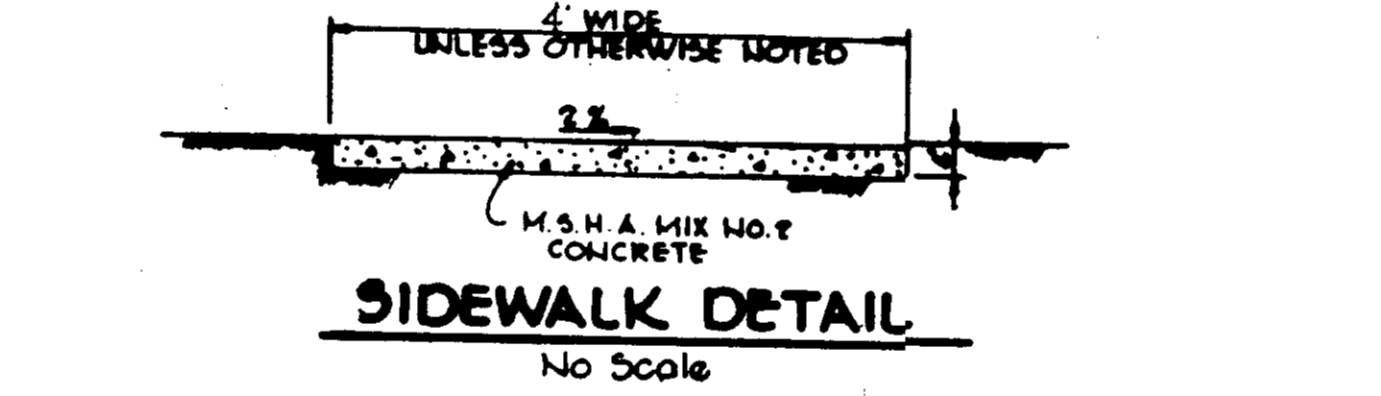 4' WIDE
UNLESS OTHERWISE NOTED
2%
M.S.H.A. MIX NO. 2
CONCRETE
SIDEWALK DETAIL
No Scale